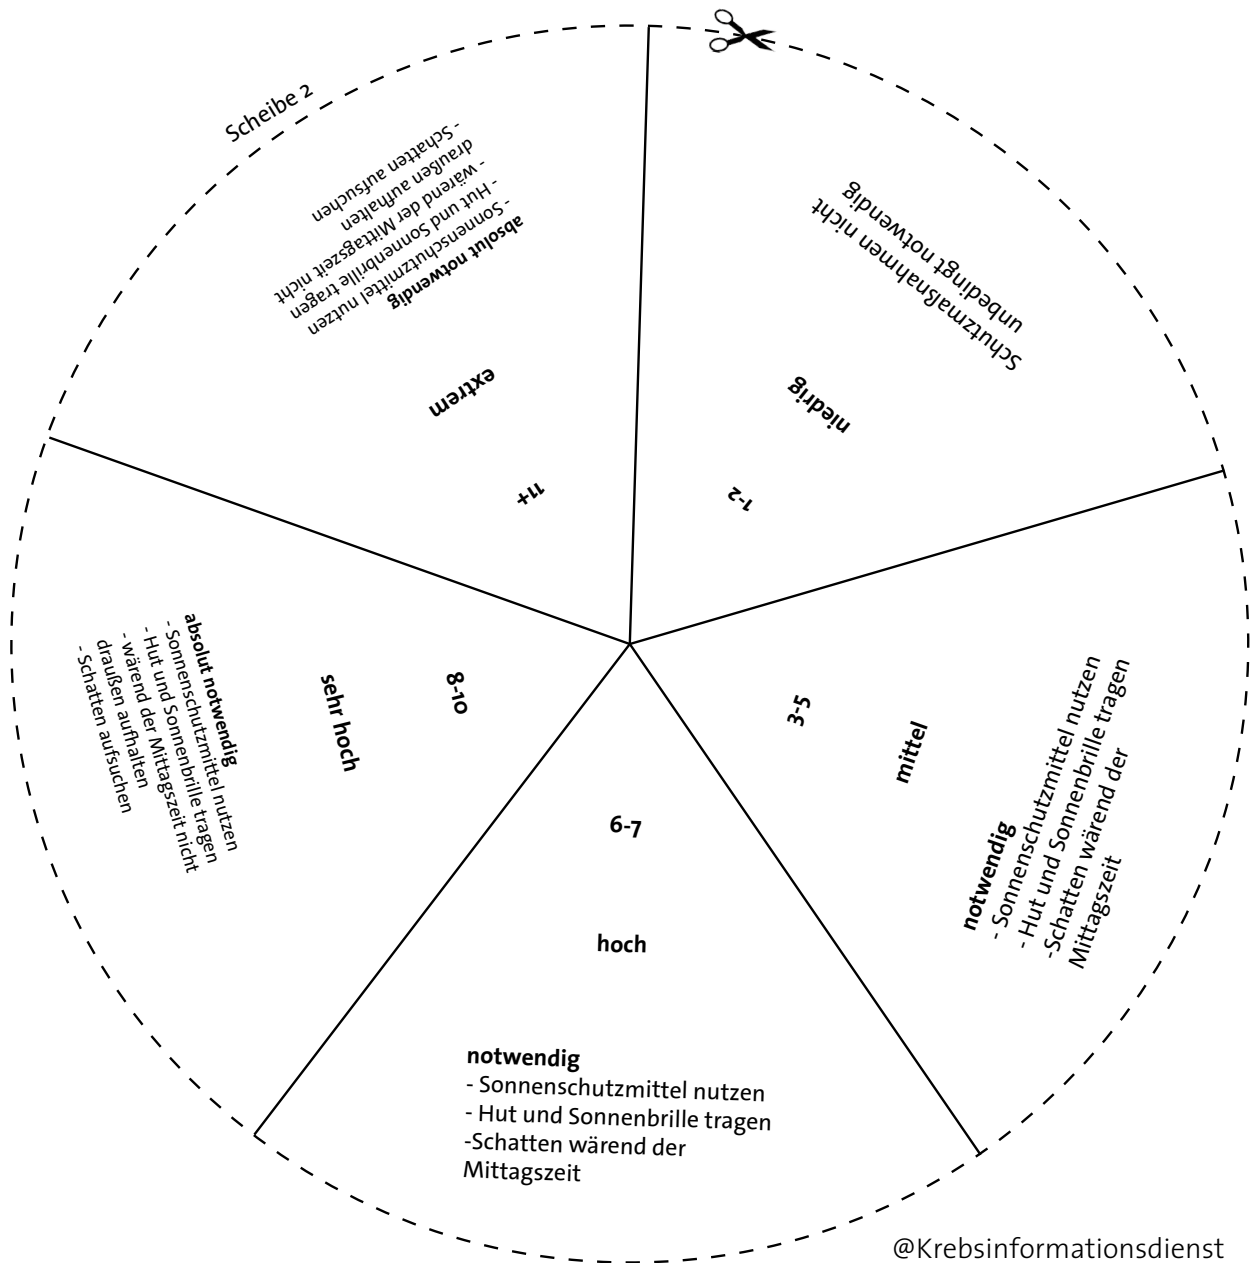 Scheibe 2
1-2
niedrig
Schutzmaßnahmen nicht
unbedingt notwendig
3-5
mittel
notwendig
- Sonnenschutzmittel nutzen
- Hut und Sonnenbrille tragen
-Schatten wärend der
Mittagszeit
6-7
hoch
notwendig
- Sonnenschutzmittel nutzen
- Hut und Sonnenbrille tragen
-Schatten wärend der
Mittagszeit
8-10
sehr hoch
absolut notwendig
- Sonnenschutzmittel nutzen
- Hut und Sonnenbrille tragen
- wärend der Mittagszeit nicht
draußen aufhalten
- Schatten aufsuchen
11+
extrem
absolut notwendig
- Sonnenschutzmittel nutzen
- Hut und Sonnenbrille tragen
- wärend der Mittagszeit nicht
draußen aufhalten
- Schatten aufsuchen
@Krebsinformationsdienst